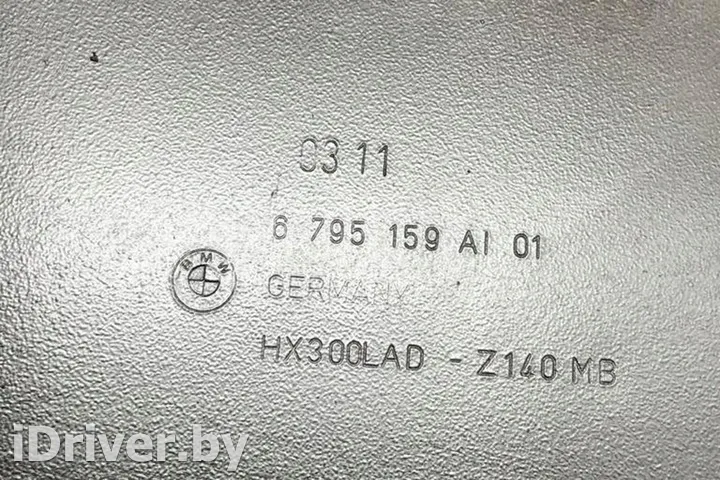 03 11
6 795 159 AI 01
BMW
GERMANY
HX300LAD - Z140 MB
iDriver.by